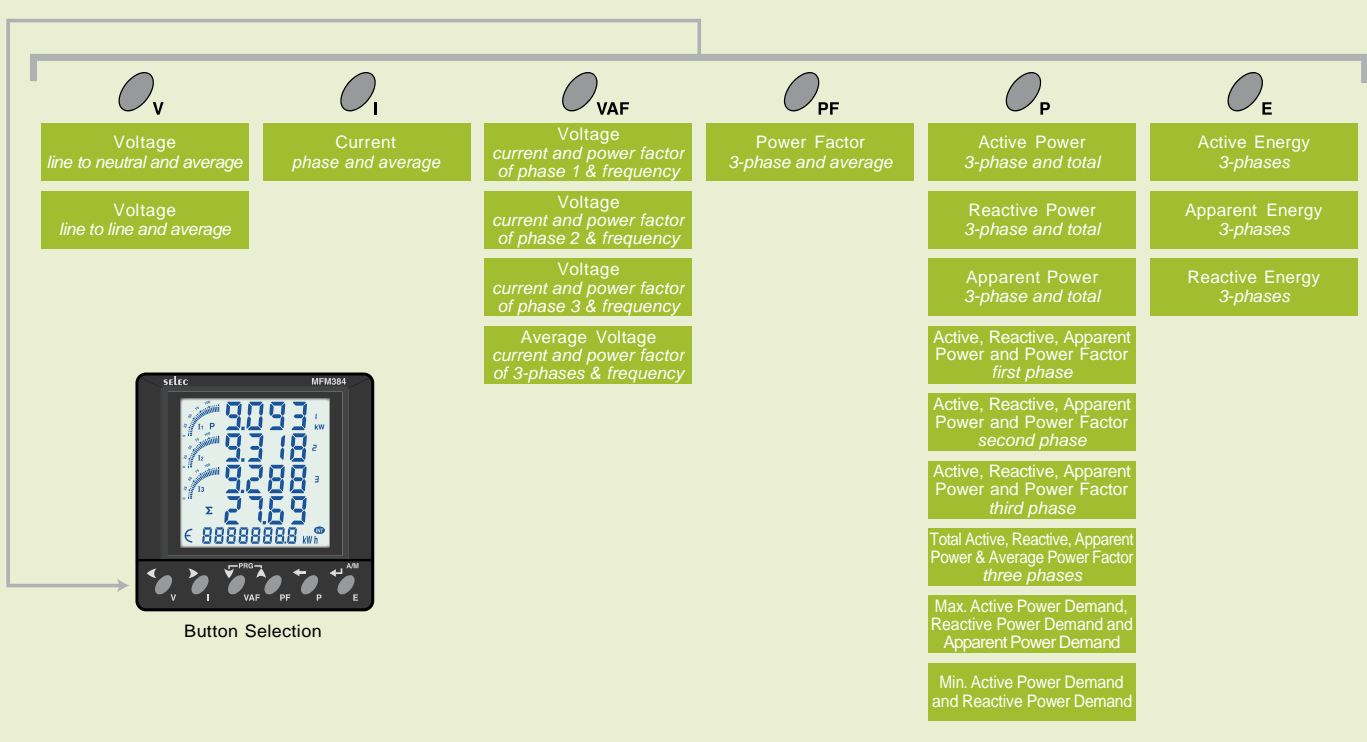 V
I
VAF
PF
P
E
Voltage
line to neutral and average
Voltage
line to line and average
Current
phase and average
Voltage
current and power factor
of phase 1 & frequency
Voltage
current and power factor
of phase 2 & frequency
Voltage
current and power factor
of phase 3 & frequency
Average Voltage
current and power factor
of 3-phases & frequency
Power Factor
3-phase and average
Active Power
3-phase and total
Reactive Power
3-phase and total
Apparent Power
3-phase and total
Active, Reactive, Apparent
Power and Power Factor
first phase
Active, Reactive, Apparent
Power and Power Factor
second phase
Active, Reactive, Apparent
Power and Power Factor
third phase
Total Active, Reactive, Apparent
Power & Average Power Factor
three phases
Max. Active Power Demand,
Reactive Power Demand and
Apparent Power Demand
Min. Active Power Demand
and Reactive Power Demand
Active Energy
3-phases
Apparent Energy
3-phases
Reactive Energy
3-phases
selec MFM384
I1 P 9.093 1 kW
I2 9.318 2
I3 9.288 3
Σ 27.69
€ 8888888.8 kWh INT
PRG A/M
V I VAF PF P E
Button Selection